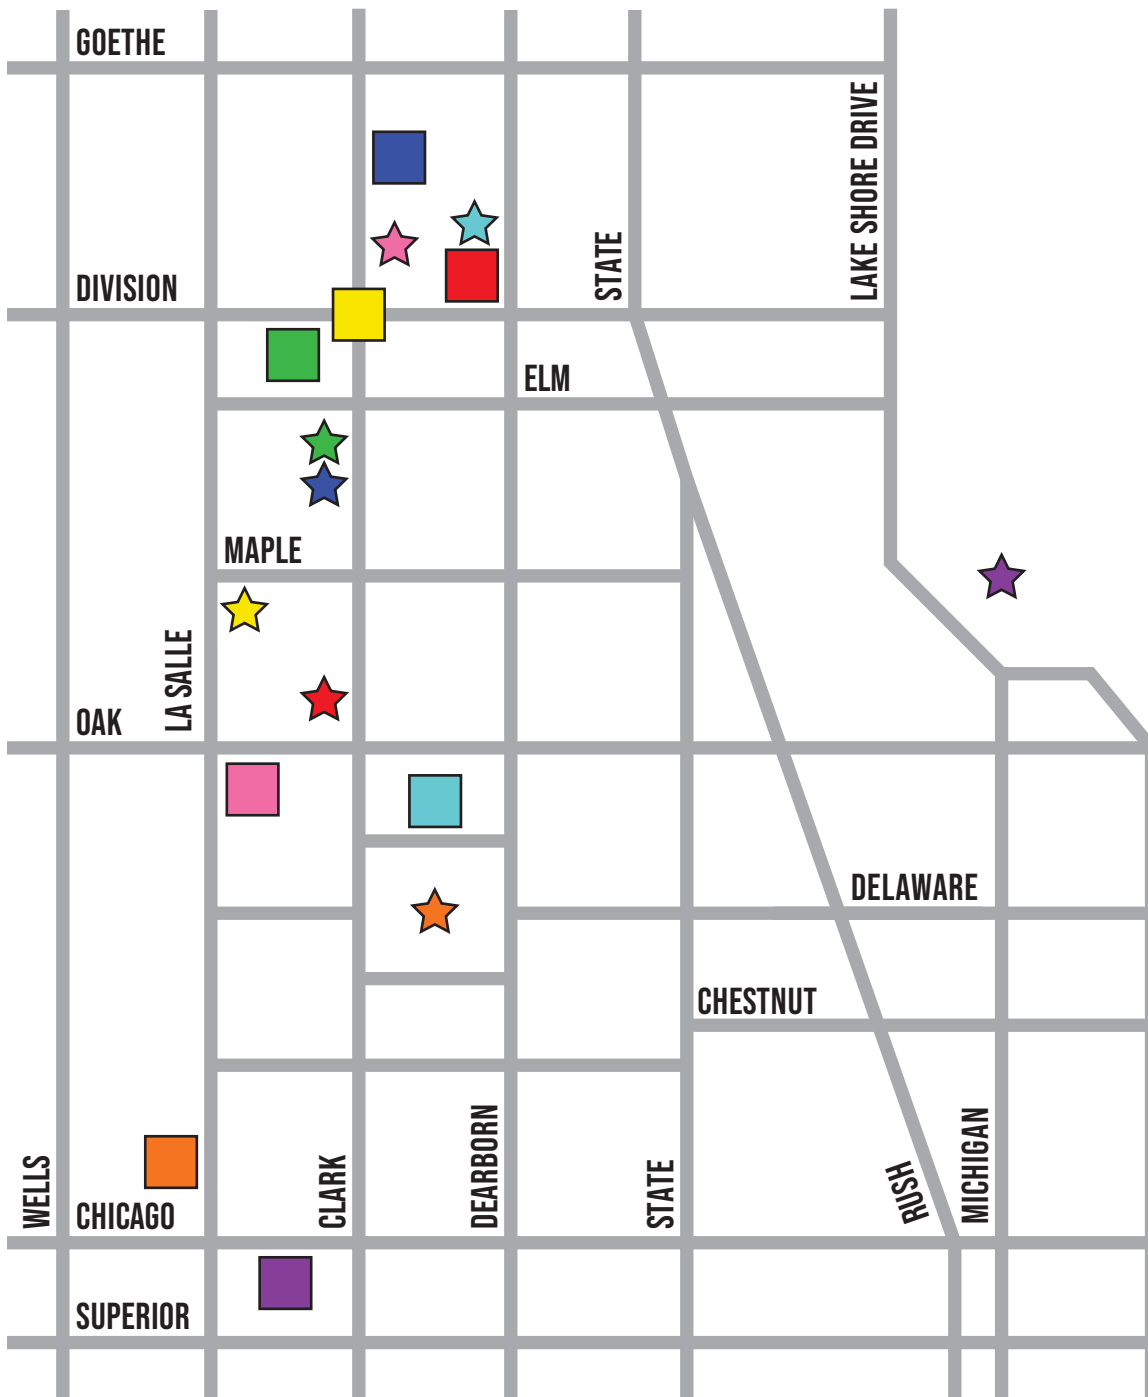 GOETHE
LAKE SHORE DRIVE
STATE
DIVISION
ELM
MAPLE
LA SALLE
OAK
DELAWARE
CHESTNUT
WELLS
CHICAGO
CLARK
DEARBORN
STATE
RUSH
MICHIGAN
SUPERIOR